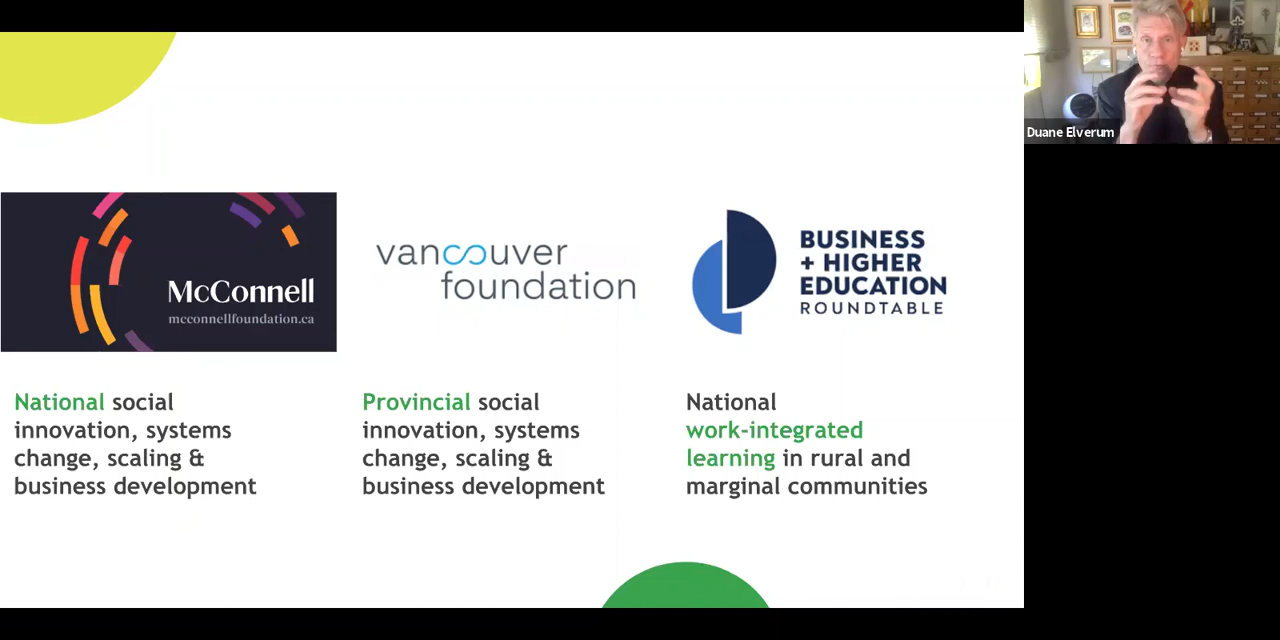 McConnell
mcconnellfoundation.ca
vancouver
foundation
BUSINESS
+ HIGHER
EDUCATION
ROUNDTABLE
National social
innovation, systems
change, scaling &
business development
Provincial social
innovation, systems
change, scaling &
business development
National
work-integrated
learning in rural and
marginal communities
Duane Elverum